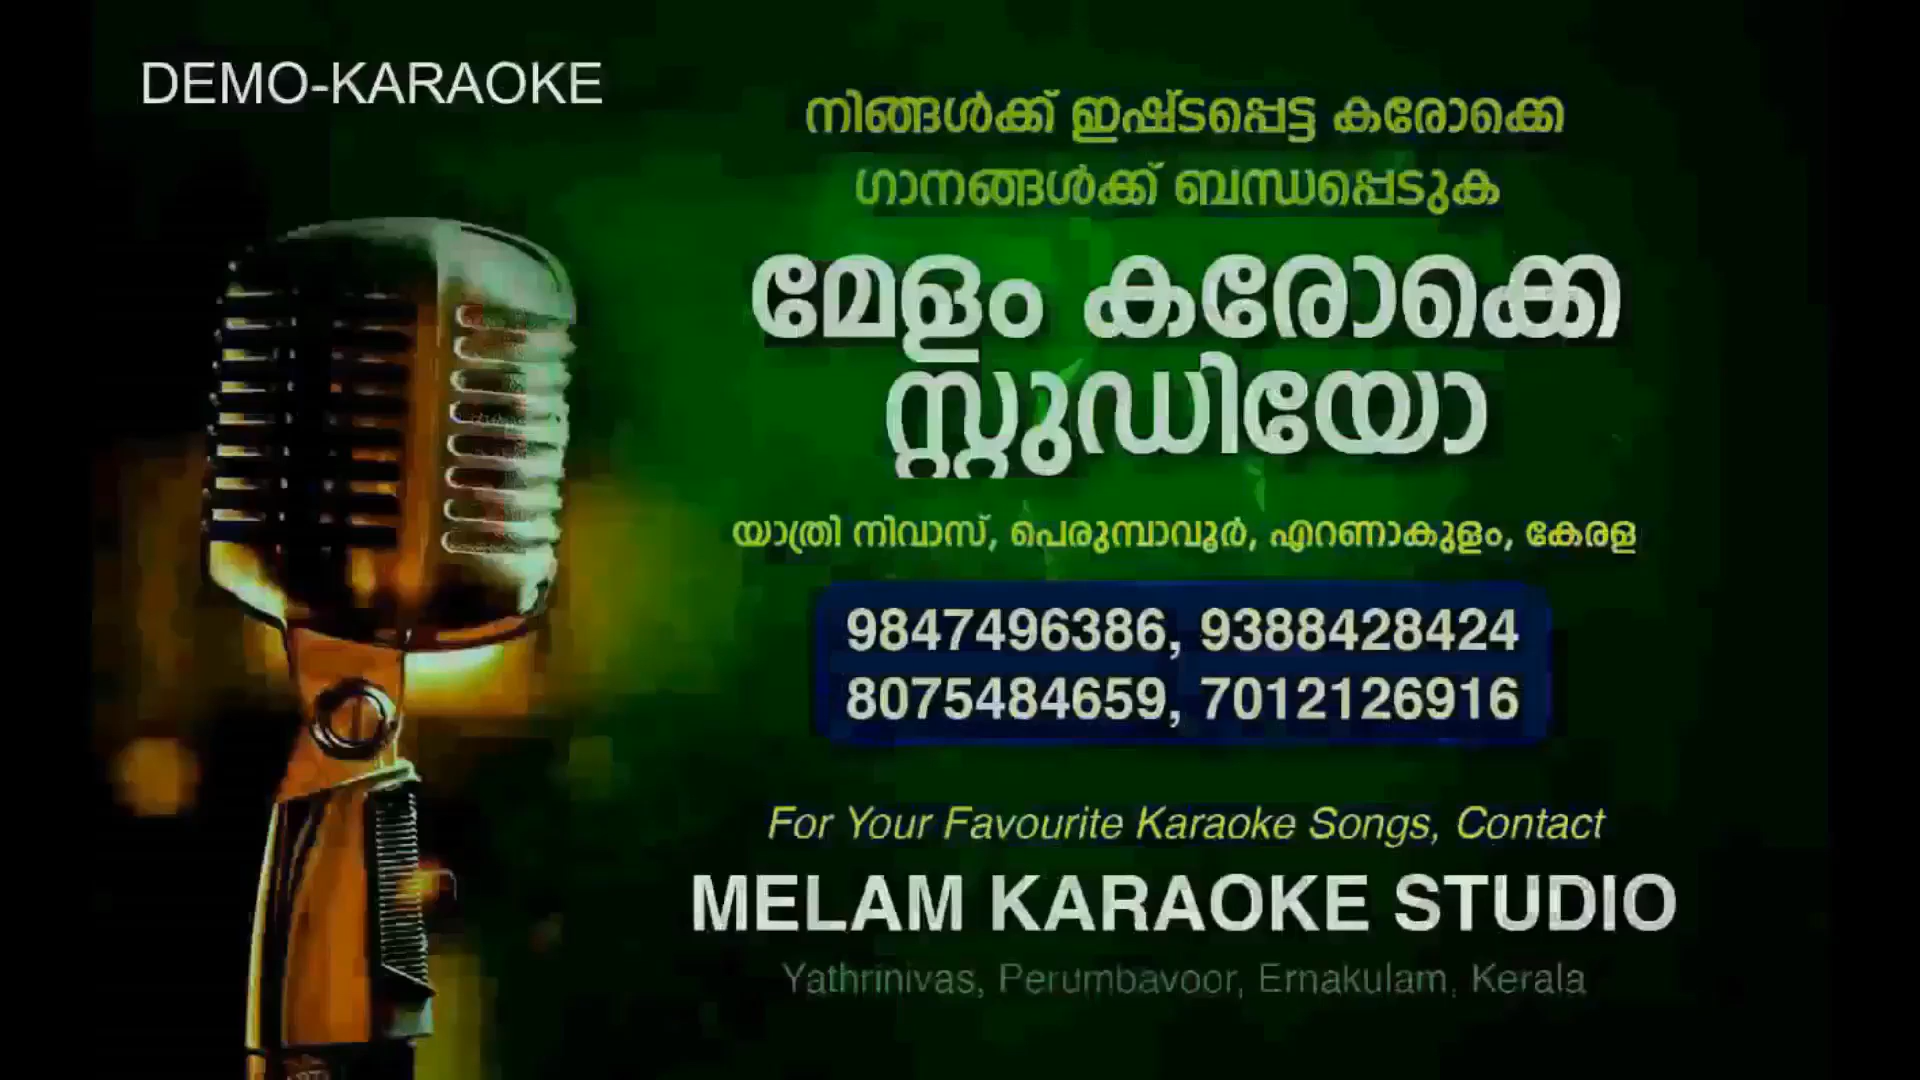 DEMO-KARAOKE
നിങ്ങൾക്ക് ഇഷ്ടപ്പെട്ട കരോക്കെ
ഗാനങ്ങൾക്ക് ബന്ധപ്പെടുക
മേളം കരോക്കെ
സ്റ്റുഡിയോ
യാത്രി നിവാസ്, പെരുമ്പാവൂർ, എറണാകുളം, കേരള
9847496386, 9388428424
8075484659, 7012126916
For Your Favourite Karaoke Songs, Contact
MELAM KARAOKE STUDIO
Yathrinivas, Perumbavoor, Ernakulam, Kerala